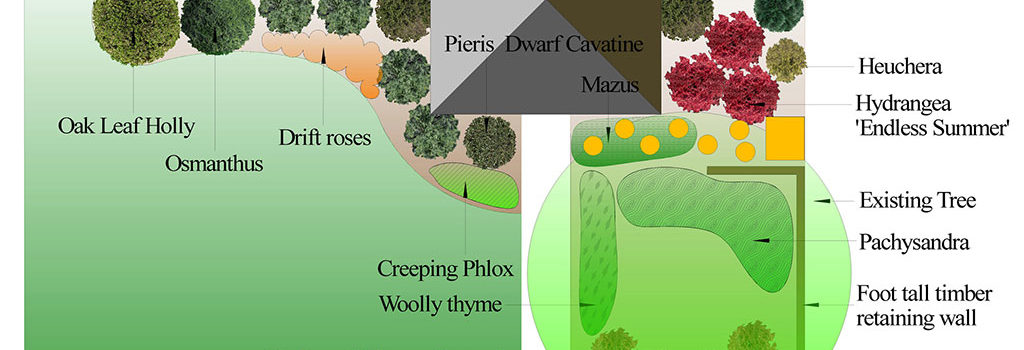 Pieris Dwarf Cavatine
Mazus
Heuchera
Hydrangea
'Endless Summer'
Oak Leaf Holly
Drift roses
Osmanthus
Existing Tree
Pachysandra
Creeping Phlox
Woolly thyme
Foot tall timber
retaining wall